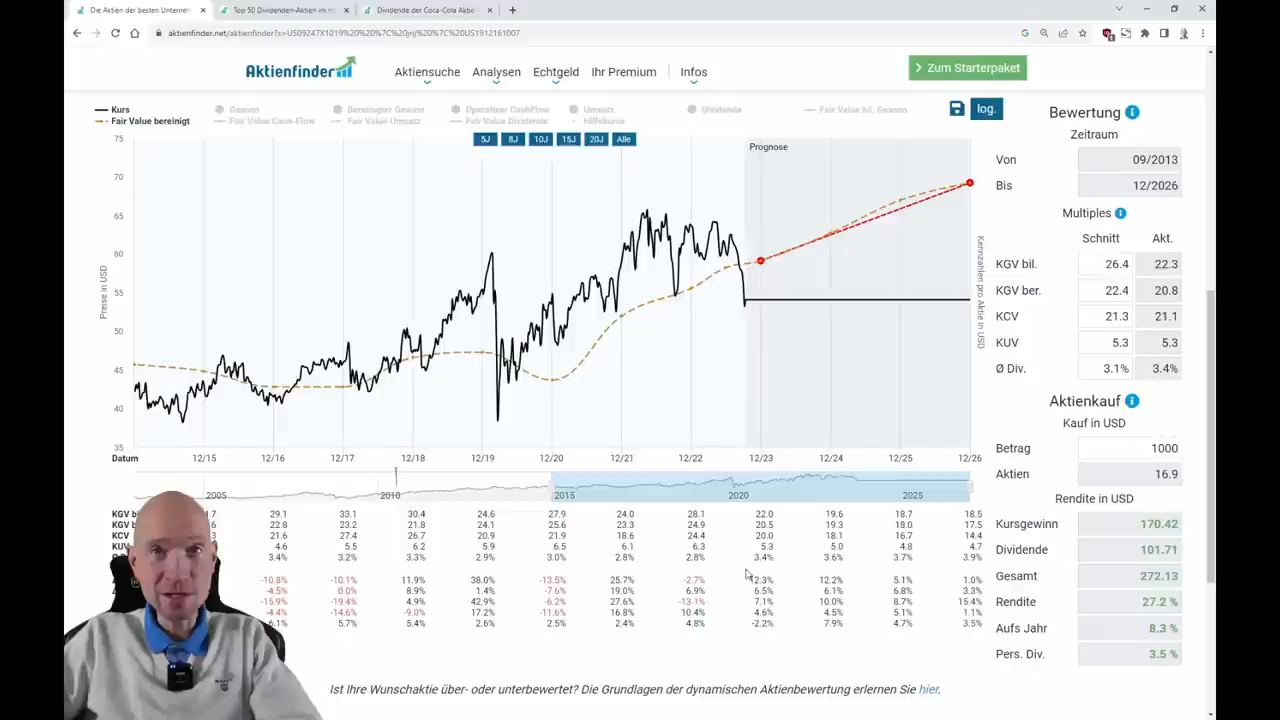 Die Aktien der besten Unterneh
Top 50 Dividenden-Aktien im H
Dividende der Coca-Cola Aktie
aktienfinder.net/aktienfinder?s=US09247X1019%20%20%7C%20jnj%20%7C%20US1912161007
Aktienfinder
Aktiensuche Analysen Echtgeld Ihr Premium Infos
Zum Starterpaket
Kurs Gewinn Bereinigter Gewinn Operativer CashFlow Umsatz Dividende Fair Value bil. Gewinn
Fair Value bereinigt Fair Value Cash-Flow Fair Value Umsatz Fair Value Dividende Hilfskurse
log.
5J 8J 10J 15J 20J Alle
Prognose
75
70
65
60
55
50
45
40
35
Preise in USD
Kennzahlen pro Aktie in USD
Datum 12/15 12/16 12/17 12/18 12/19 12/20 12/21 12/22 12/23 12/24 12/25 12/26
2005 2010 2015 2020 2025
KGV b 29.1 33.1 30.4 24.6 27.9 24.0 28.1 22.0 19.6 18.7 18.5
KGV b 22.8 23.2 21.8 24.1 25.6 23.3 24.9 20.5 19.3 18.0 17.5
KCV 21.6 27.4 26.7 20.9 21.9 18.6 24.4 20.0 18.1 16.7 14.4
KUV 4.6 5.5 6.2 5.9 6.5 6.1 6.3 5.3 5.0 4.8 4.7
3.4% 3.2% 3.3% 2.9% 3.0% 2.8% 2.8% 3.4% 3.6% 3.7% 3.9%
-10.8% -10.1% 11.9% 38.0% -13.5% 25.7% -2.7% 12.2% 5.1% 1.0%
-4.5% 0.0% 8.9% 1.4% -7.6% 19.0% 6.9% 6.5% 6.1% 6.8% 3.3%
-15.9% -19.4% 4.9% 42.9% -6.2% 27.6% -13.1% 7.1% 10.0% 8.7% 15.4%
-4.4% -14.6% -9.0% 17.2% -11.6% 16.8% 10.4% 4.6% 4.5% 5.1% 1.1%
6.1% 5.7% 5.4% 2.6% 2.5% 2.4% 4.8% -2.2% 7.9% 4.7% 3.5%
Ist Ihre Wunschaktie über- oder unterbewertet? Die Grundlagen der dynamischen Aktienbewertung erlernen Sie hier.
Bewertung
Zeitraum
Von 09/2013
Bis 12/2026
Multiples
Schnitt Akt.
KGV bil. 26.4 22.3
KGV ber. 22.4 20.8
KCV 21.3 21.1
KUV 5.3 5.3
Ø Div. 3.1% 3.4%
Aktienkauf
Kauf in USD
Betrag 1000
Aktien 16.9
Rendite in USD
Kursgewinn 170.42
Dividende 101.71
Gesamt 272.13
Rendite 27.2 %
Aufs Jahr 8.3 %
Pers. Div. 3.5 %